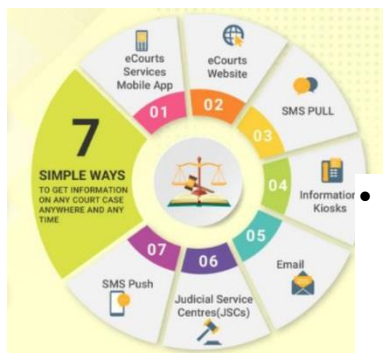 7
SIMPLE WAYS
TO GET INFORMATION
ON ANY COURT CASE
ANYWHERE AND ANY
TIME
eCourts
Services
Mobile App
01
eCourts
Website
02
SMS PULL
03
Information
Kiosks
04
Email
05
Judicial Service
Centres(JSCs)
06
SMS Push
07